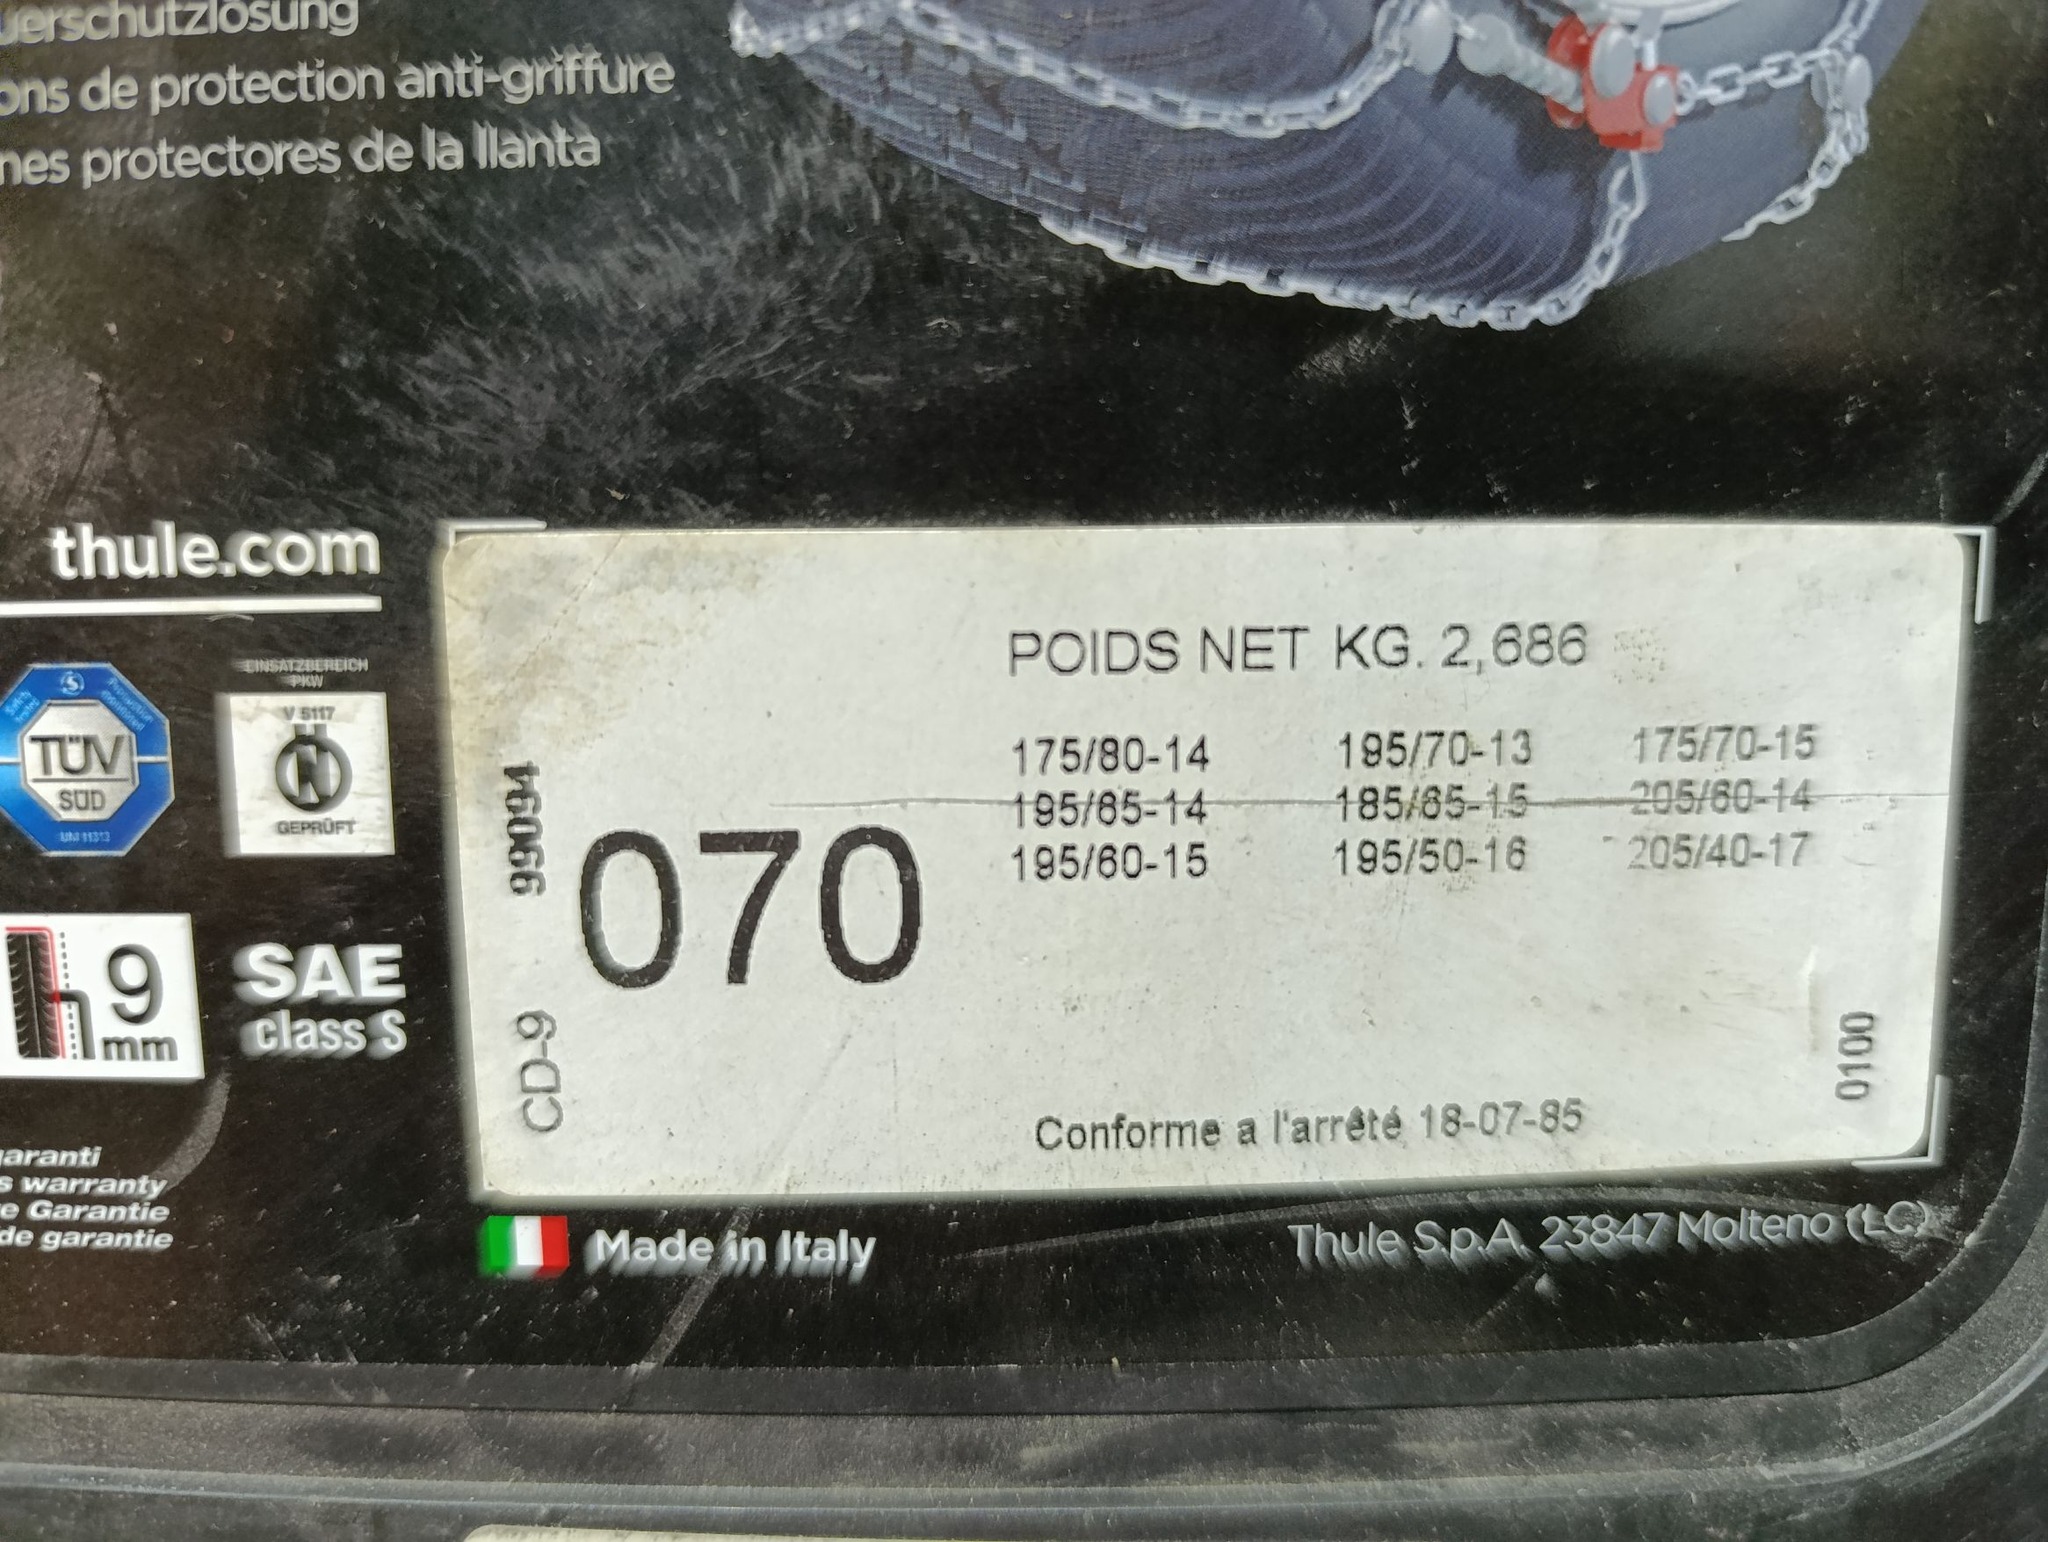 uerschutzlösung
ons de protection anti-griffure
nes protectores de la llanta
thule.com
EINSATZBEREICH
PKW
V 5117
GEPRÜFT
TÜV
SÜD
9
mm
SAE
class S
POIDS NET KG. 2,686
175/80-14 195/70-13 175/70-15
195/65-14 185/65-15 205/60-14
195/60-15 195/50-16 205/40-17
99094
070
CD-9
0100
Conforme a l'arrêté 18-07-85
garanti
s warranty
e Garantie
de garantie
Made in Italy
Thule S.p.A. 23847 Molteno (LC)